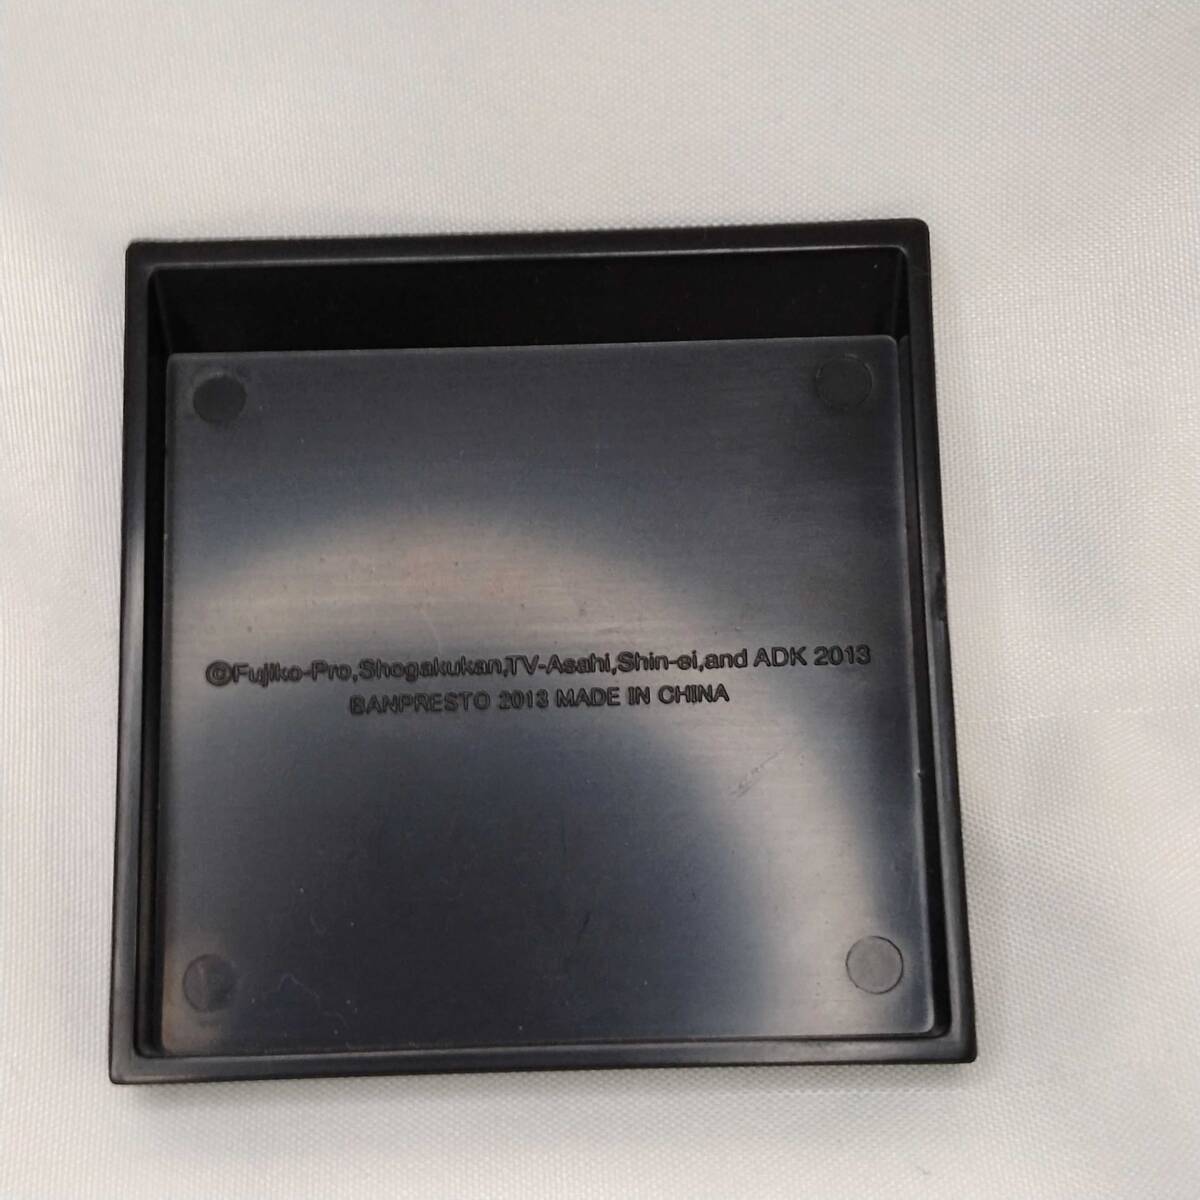 ©Fujiko-Pro,Shogakukan,TV-Asahi,Shin-ei,and ADK 2013
BANPRESTO 2013 MADE IN CHINA